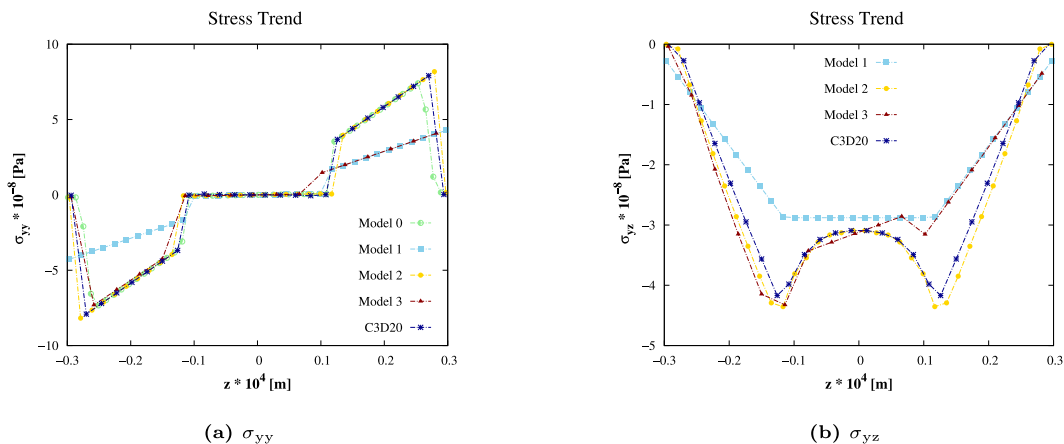 Stress Trend
10
5
0
−5
−10
σyy * 10⁻⁸ [Pa]
Model 0
Model 1
Model 2
Model 3
C3D20
−0.3 −0.2 −0.1 0 0.1 0.2 0.3
z * 10⁴ [m]
(a) σyy
Stress Trend
0
−1
−2
−3
−4
−5
σyz * 10⁻⁸ [Pa]
Model 1
Model 2
Model 3
C3D20
−0.3 −0.2 −0.1 0 0.1 0.2 0.3
z * 10⁴ [m]
(b) σyz